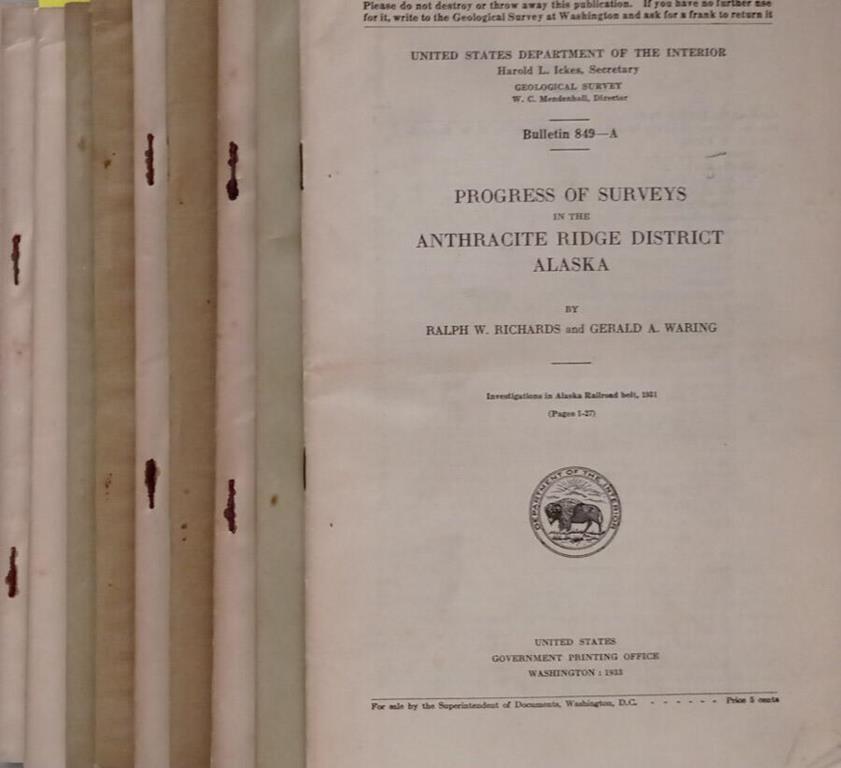 Please do not destroy or throw away this publication. If you have no further use
for it, write to the Geological Survey at Washington and ask for a frank to return it
UNITED STATES DEPARTMENT OF THE INTERIOR
Harold L. Ickes, Secretary
GEOLOGICAL SURVEY
W. C. Mendenhall, Director
Bulletin 849—A
PROGRESS OF SURVEYS
IN THE
ANTHRACITE RIDGE DISTRICT
ALASKA
BY
RALPH W. RICHARDS and GERALD A. WARING
Investigations in Alaska Railroad belt, 1931
(Pages 1-27)
DEPARTMENT OF THE INTERIOR
UNITED STATES
GOVERNMENT PRINTING OFFICE
WASHINGTON : 1933
For sale by the Superintendent of Documents, Washington, D.C. - - - - - - Price 5 cents